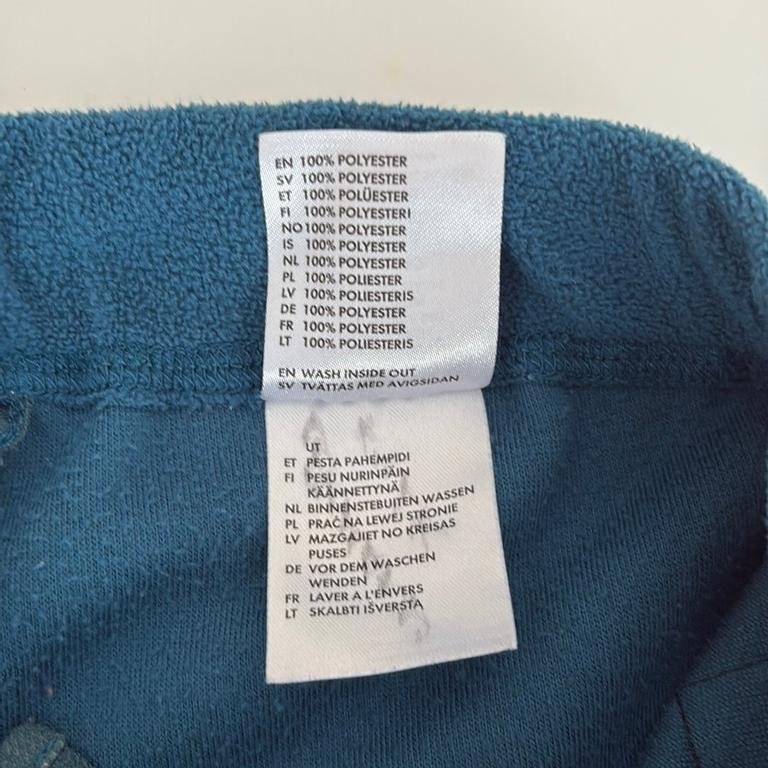 EN 100% POLYESTER
SV 100% POLYESTER
ET 100% POLÜESTER
FI 100% POLYESTERI
NO 100% POLYESTER
IS 100% POLYESTER
NL 100% POLYESTER
PL 100% POLIESTER
LV 100% POLIESTERIS
DE 100% POLYESTER
FR 100% POLYESTER
LT 100% POLIESTERIS
EN WASH INSIDE OUT
SV TVÄTTAS MED AVIGSIDAN
UT
ET PESTA PAHEMPIDI
FI PESU NURINPÄIN
KÄÄNNETTYNÄ
NL BINNENSTEBUITEN WASSEN
PL PRAĆ NA LEWEJ STRONIE
LV MAZGAJIET NO KREISAS
PUSES
DE VOR DEM WASCHEN
WENDEN
FR LAVER A L'ENVERS
LT SKALBTI IŠVERSTA